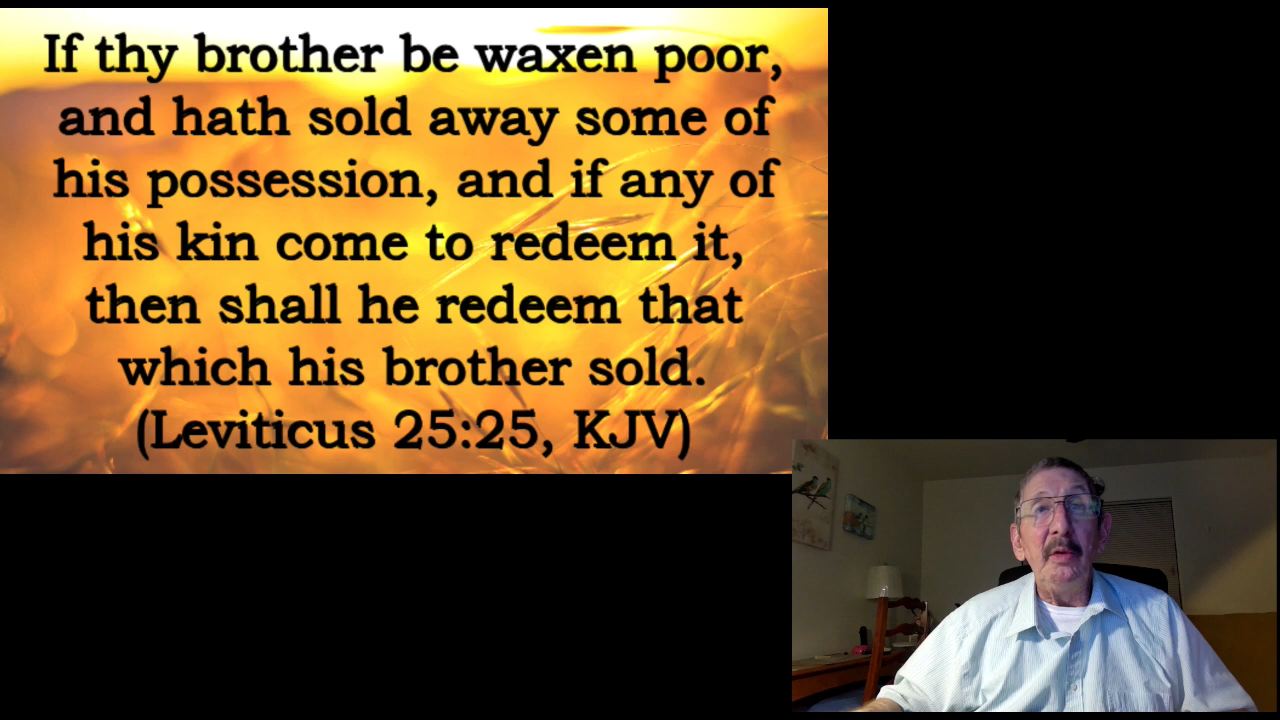 If thy brother be waxen poor,
and hath sold away some of
his possession, and if any of
his kin come to redeem it,
then shall he redeem that
which his brother sold.
(Leviticus 25:25, KJV)